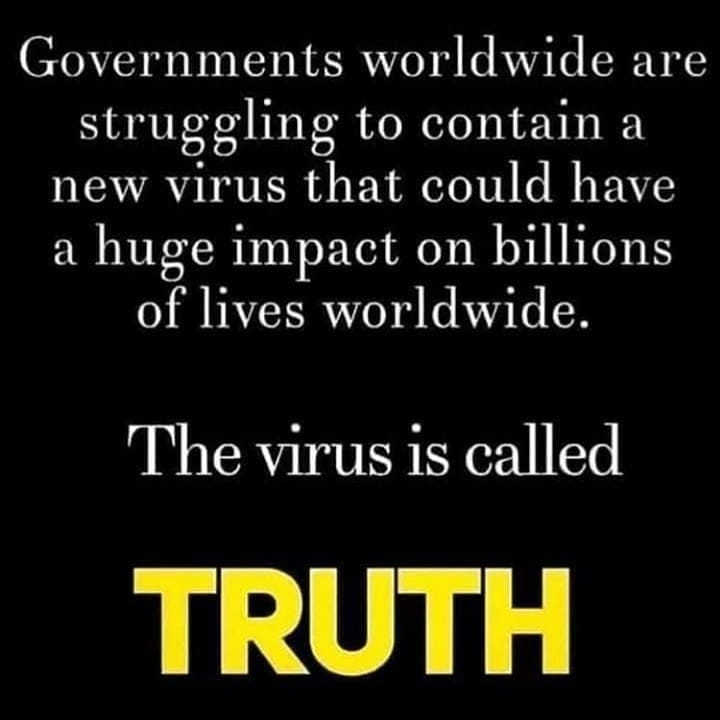 Governments worldwide are
struggling to contain a
new virus that could have
a huge impact on billions
of lives worldwide.
The virus is called
TRUTH